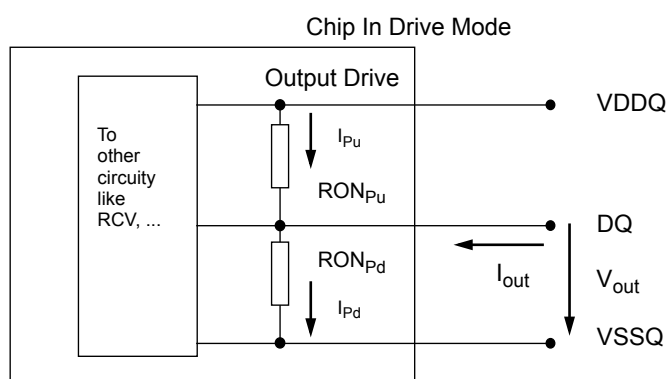 Chip In Drive Mode
Output Drive
VDDQ
To
other
circuity
like
RCV, ...
IPu
RONPu
DQ
RONPd
Iout
Vout
IPd
VSSQ